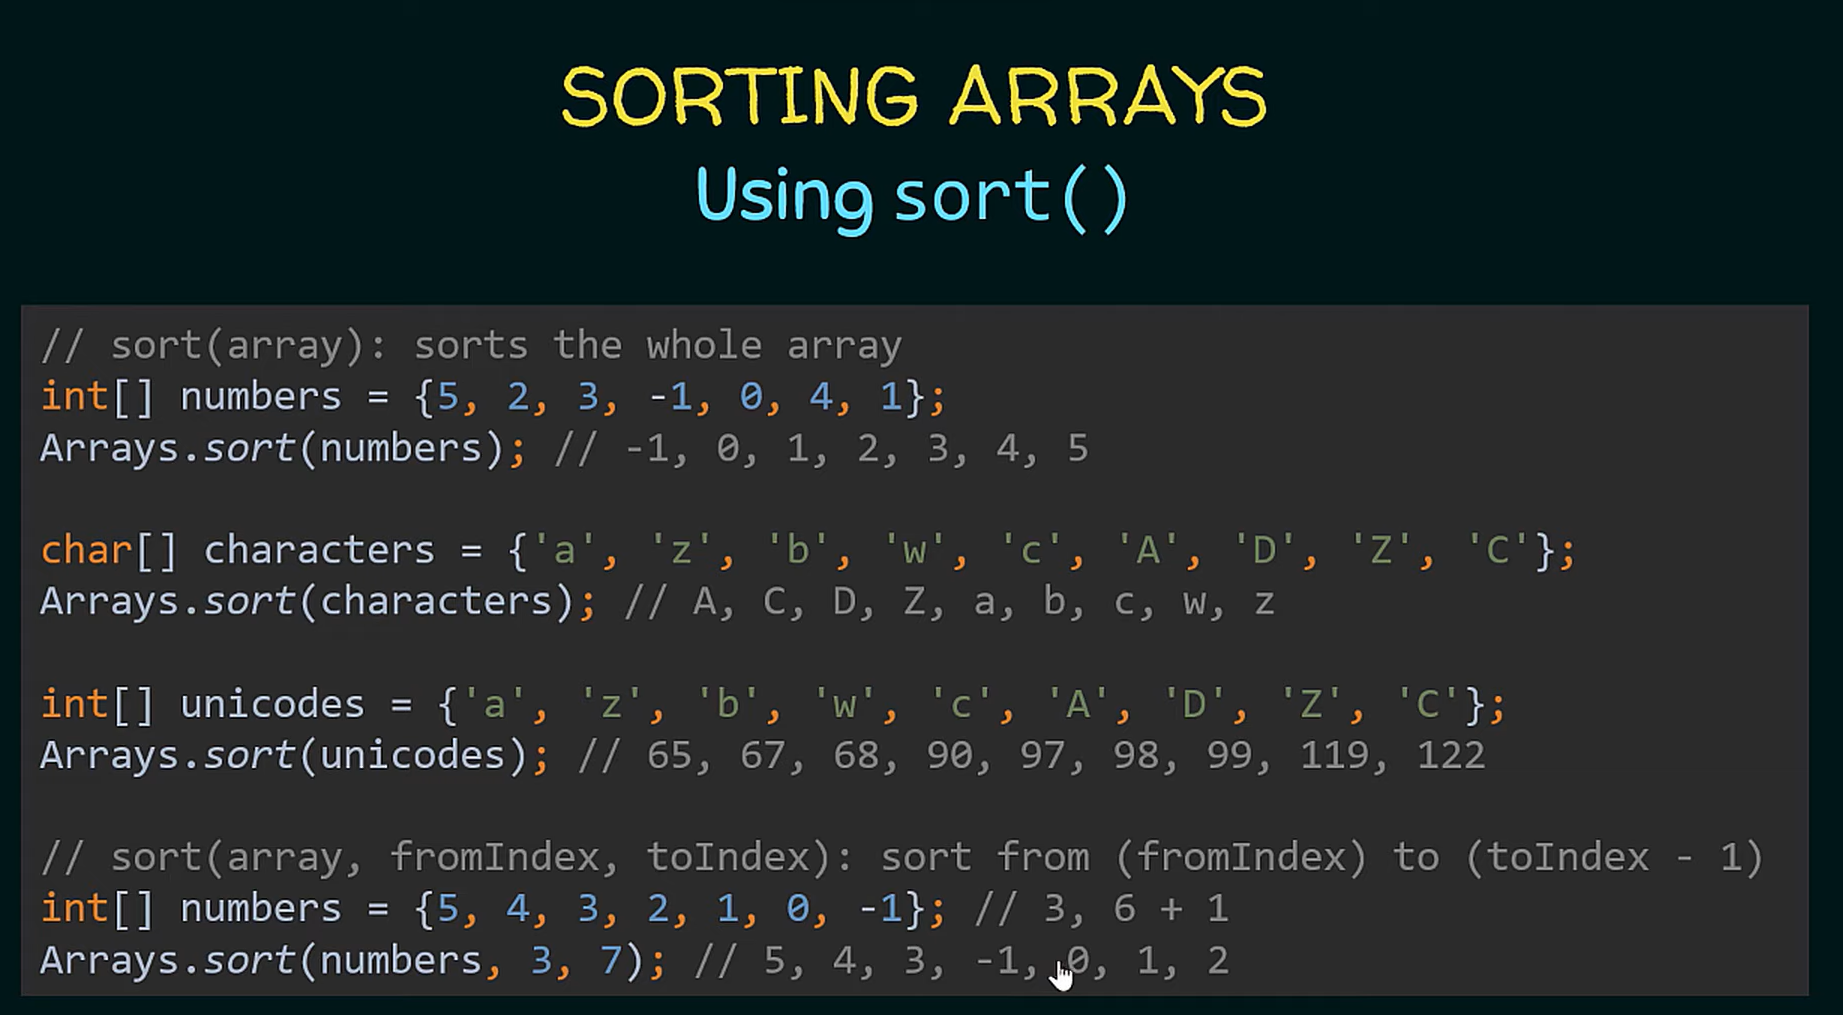 SORTING ARRAYS
Using sort()
// sort(array): sorts the whole array
int[] numbers = {5, 2, 3, -1, 0, 4, 1};
Arrays.sort(numbers); // -1, 0, 1, 2, 3, 4, 5
char[] characters = {'a', 'z', 'b', 'w', 'c', 'A', 'D', 'Z', 'C'};
Arrays.sort(characters); // A, C, D, Z, a, b, c, w, z
int[] unicodes = {'a', 'z', 'b', 'w', 'c', 'A', 'D', 'Z', 'C'};
Arrays.sort(unicodes); // 65, 67, 68, 90, 97, 98, 99, 119, 122
// sort(array, fromIndex, toIndex): sort from (fromIndex) to (toIndex - 1)
int[] numbers = {5, 4, 3, 2, 1, 0, -1}; // 3, 6 + 1
Arrays.sort(numbers, 3, 7); // 5, 4, 3, -1, 0, 1, 2